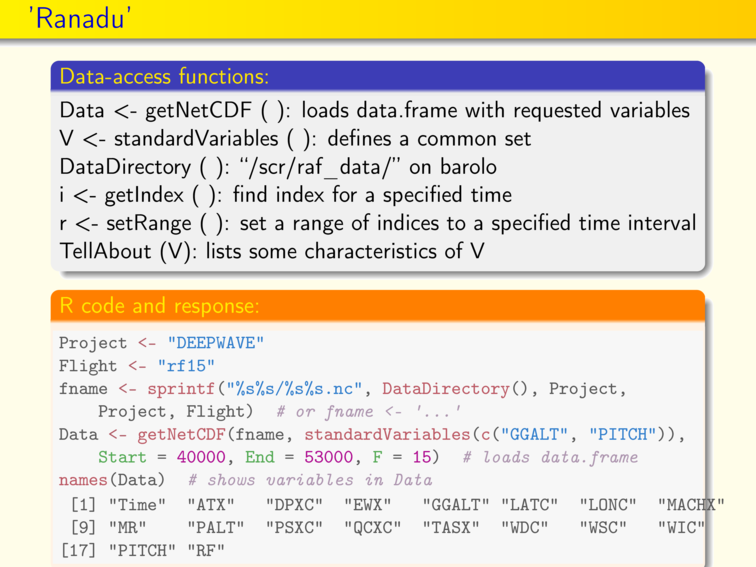 'Ranadu'
Data-access functions:
Data <- getNetCDF ( ): loads data.frame with requested variables
V <- standardVariables ( ): defines a common set
DataDirectory ( ): “/scr/raf_data/” on barolo
i <- getIndex ( ): find index for a specified time
r <- setRange ( ): set a range of indices to a specified time interval
TellAbout (V): lists some characteristics of V
R code and response:
Project <- "DEEPWAVE"
Flight <- "rf15"
fname <- sprintf("%s%s/%s%s.nc", DataDirectory(), Project,
    Project, Flight)  # or fname <- '...'
Data <- getNetCDF(fname, standardVariables(c("GGALT", "PITCH")),
    Start = 40000, End = 53000, F = 15)  # loads data.frame
names(Data)  # shows variables in Data
 [1] "Time"  "ATX"   "DPXC"  "EWX"   "GGALT" "LATC"  "LONC"  "MACHX"
 [9] "MR"    "PALT"  "PSXC"  "QCXC"  "TASX"  "WDC"   "WSC"   "WIC"
[17] "PITCH" "RF"